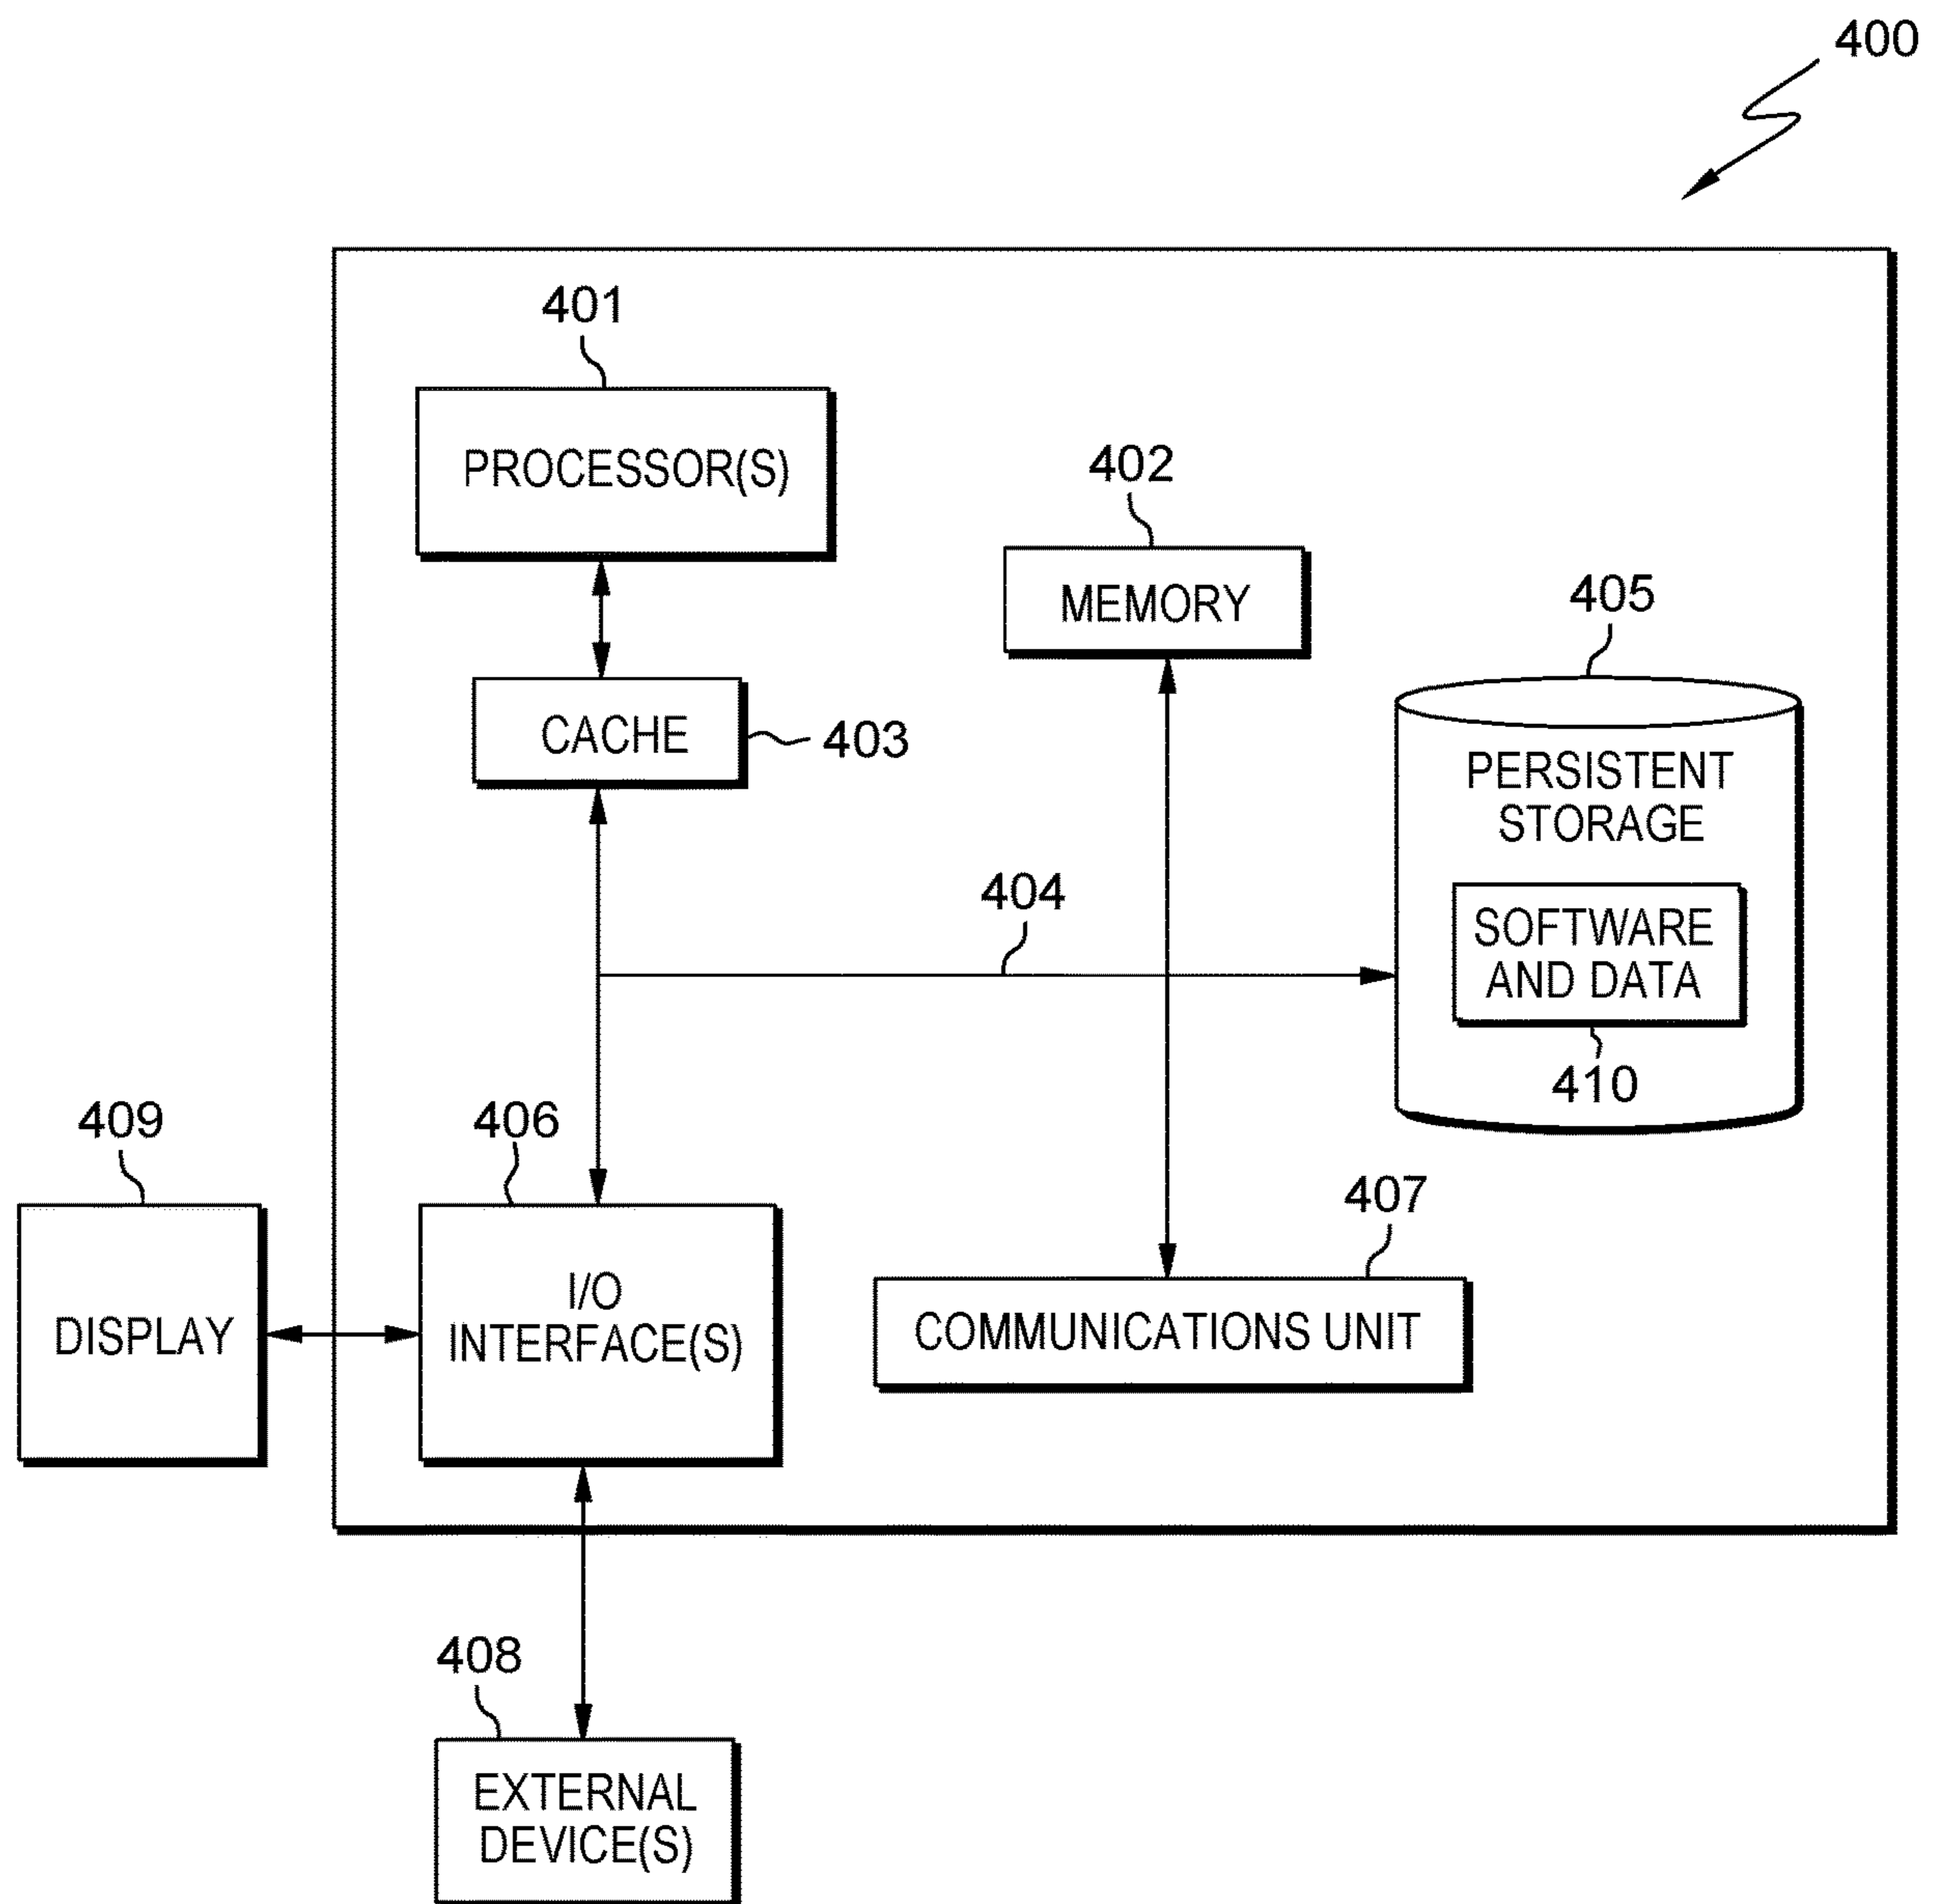 400
401
PROCESSOR(S)
402
MEMORY
405
CACHE
403
PERSISTENT
STORAGE
404
SOFTWARE
AND DATA
410
409
406
407
DISPLAY
I/O
INTERFACE(S)
COMMUNICATIONS UNIT
408
EXTERNAL
DEVICE(S)